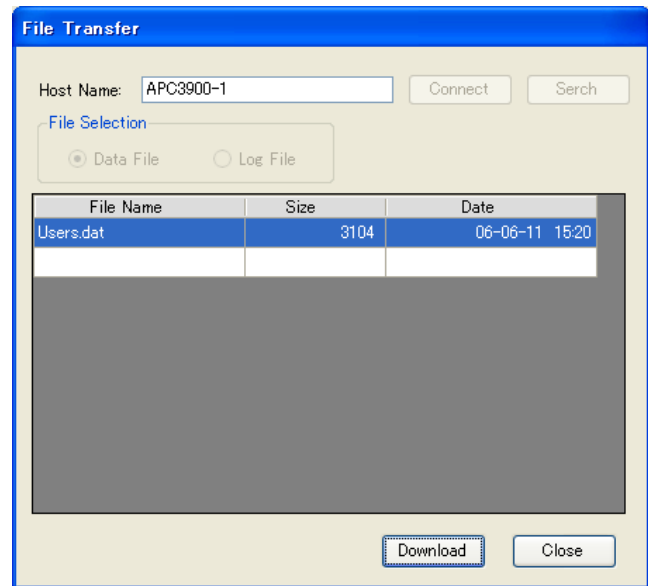 File Transfer
Host Name: APC3900-1 Connect Serch
File Selection
Data File Log File
File Name Size Date
Users.dat 3104 06-06-11 15:20
Download Close